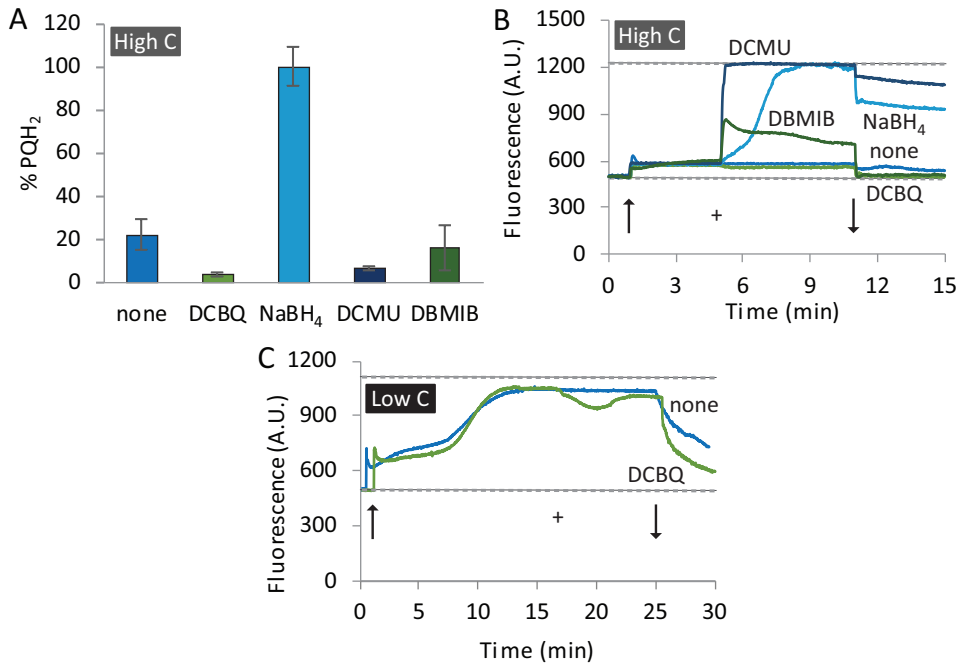 A
High C
% PQH₂
120
100
80
60
40
20
0
none DCBQ NaBH₄ DCMU DBMIB
B
High C
Fluorescence (A.U.)
1500
1200
900
600
300
0
DCMU
DBMIB
NaBH₄
none
DCBQ
+
0 3 6 9 12 15
Time (min)
C
Low C
Fluorescence (A.U.)
1200
900
600
300
0
none
DCBQ
+
0 5 10 15 20 25 30
Time (min)